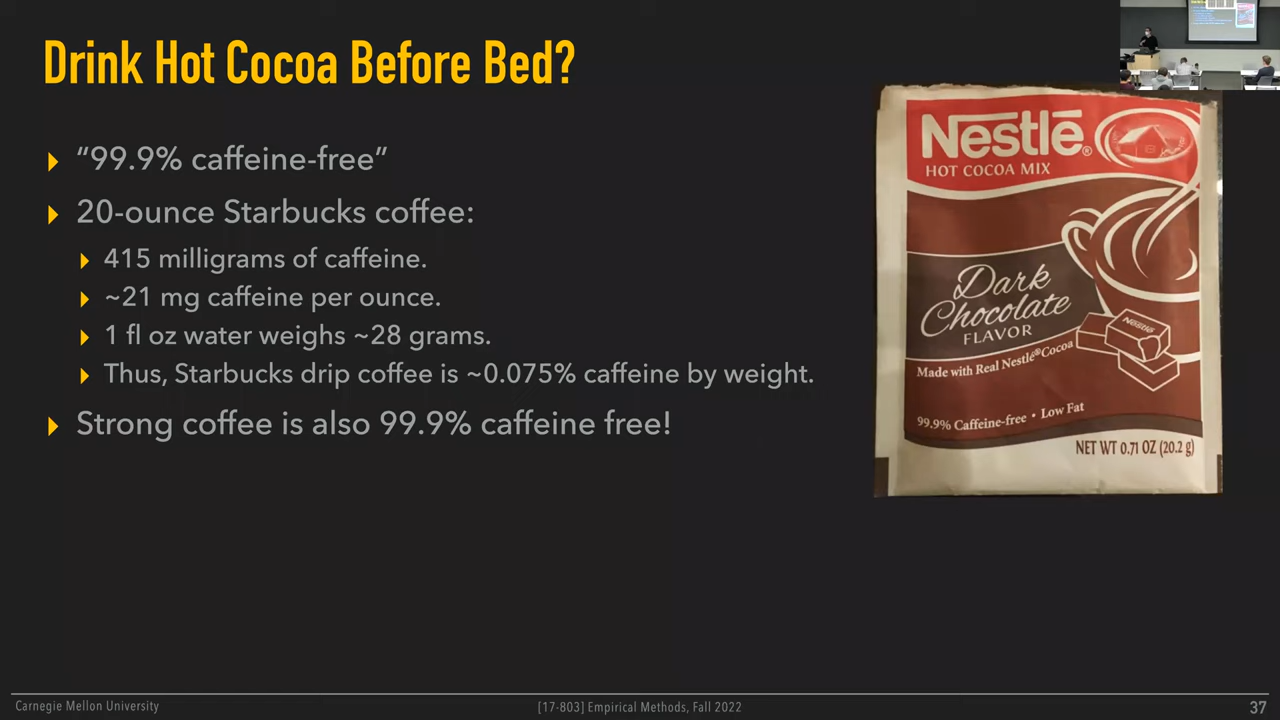 Drink Hot Cocoa Before Bed?
“99.9% caffeine-free”
20-ounce Starbucks coffee:
415 milligrams of caffeine.
~21 mg caffeine per ounce.
1 fl oz water weighs ~28 grams.
Thus, Starbucks drip coffee is ~0.075% caffeine by weight.
Strong coffee is also 99.9% caffeine free!
Nestlē®
HOT COCOA MIX
Dark
Chocolate
FLAVOR
Made with Real Nestlé® Cocoa
Nestlē
99.9% Caffeine-free • Low Fat
NET WT 0.71 OZ (20.2 g)
Carnegie Mellon University
[17-803] Empirical Methods, Fall 2022
37